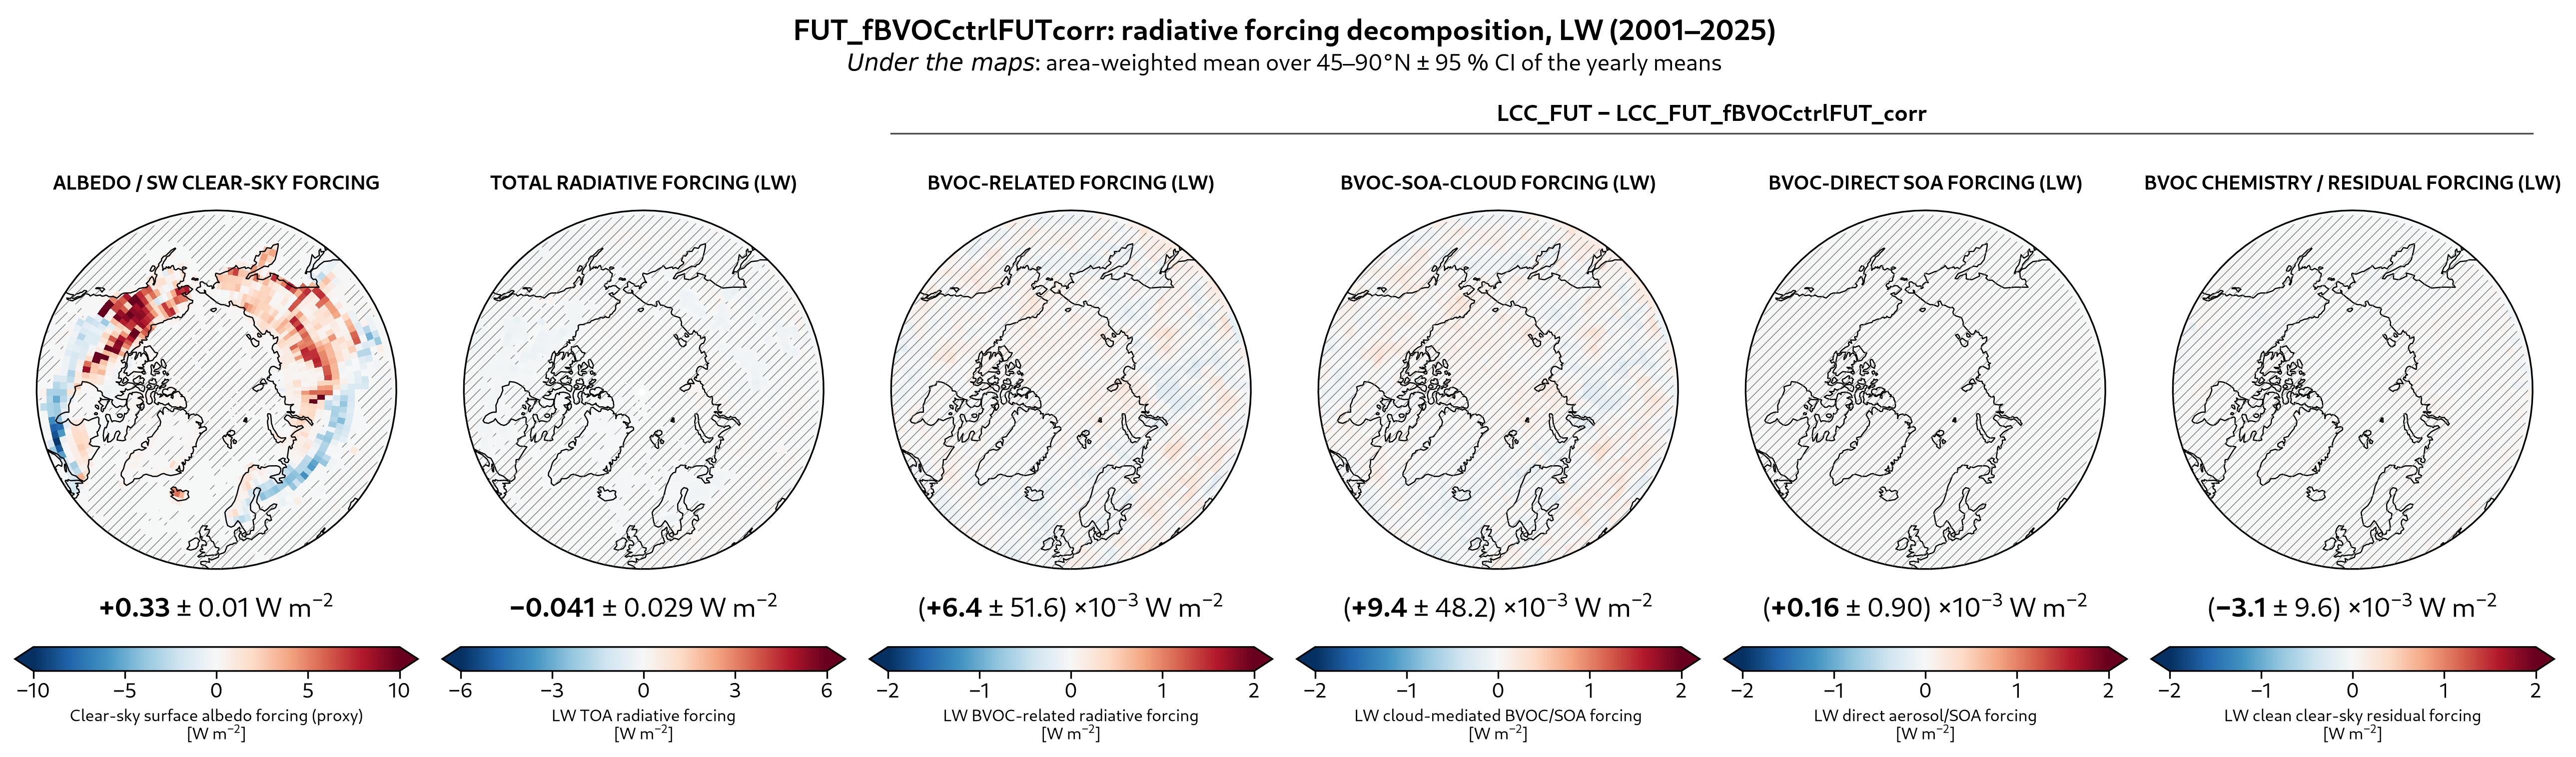 FUT_fBVOCctrlFUTcorr: radiative forcing decomposition, LW (2001–2025)
Under the maps: area-weighted mean over 45–90°N ± 95 % CI of the yearly means
LCC_FUT − LCC_FUT_fBVOCctrlFUT_corr
ALBEDO / SW CLEAR-SKY FORCING
TOTAL RADIATIVE FORCING (LW)
BVOC-RELATED FORCING (LW)
BVOC-SOA-CLOUD FORCING (LW)
BVOC-DIRECT SOA FORCING (LW)
BVOC CHEMISTRY / RESIDUAL FORCING (LW)
+0.33 ± 0.01 W m⁻²
−0.041 ± 0.029 W m⁻²
(+6.4 ± 51.6) ×10⁻³ W m⁻²
(+9.4 ± 48.2) ×10⁻³ W m⁻²
(+0.16 ± 0.90) ×10⁻³ W m⁻²
(−3.1 ± 9.6) ×10⁻³ W m⁻²
−10 −5 0 5 10
−6 −3 0 3 6
−2 −1 0 1 2
−2 −1 0 1 2
−2 −1 0 1 2
−2 −1 0 1 2
Clear-sky surface albedo forcing (proxy)
[W m⁻²]
LW TOA radiative forcing
[W m⁻²]
LW BVOC-related radiative forcing
[W m⁻²]
LW cloud-mediated BVOC/SOA forcing
[W m⁻²]
LW direct aerosol/SOA forcing
[W m⁻²]
LW clean clear-sky residual forcing
[W m⁻²]